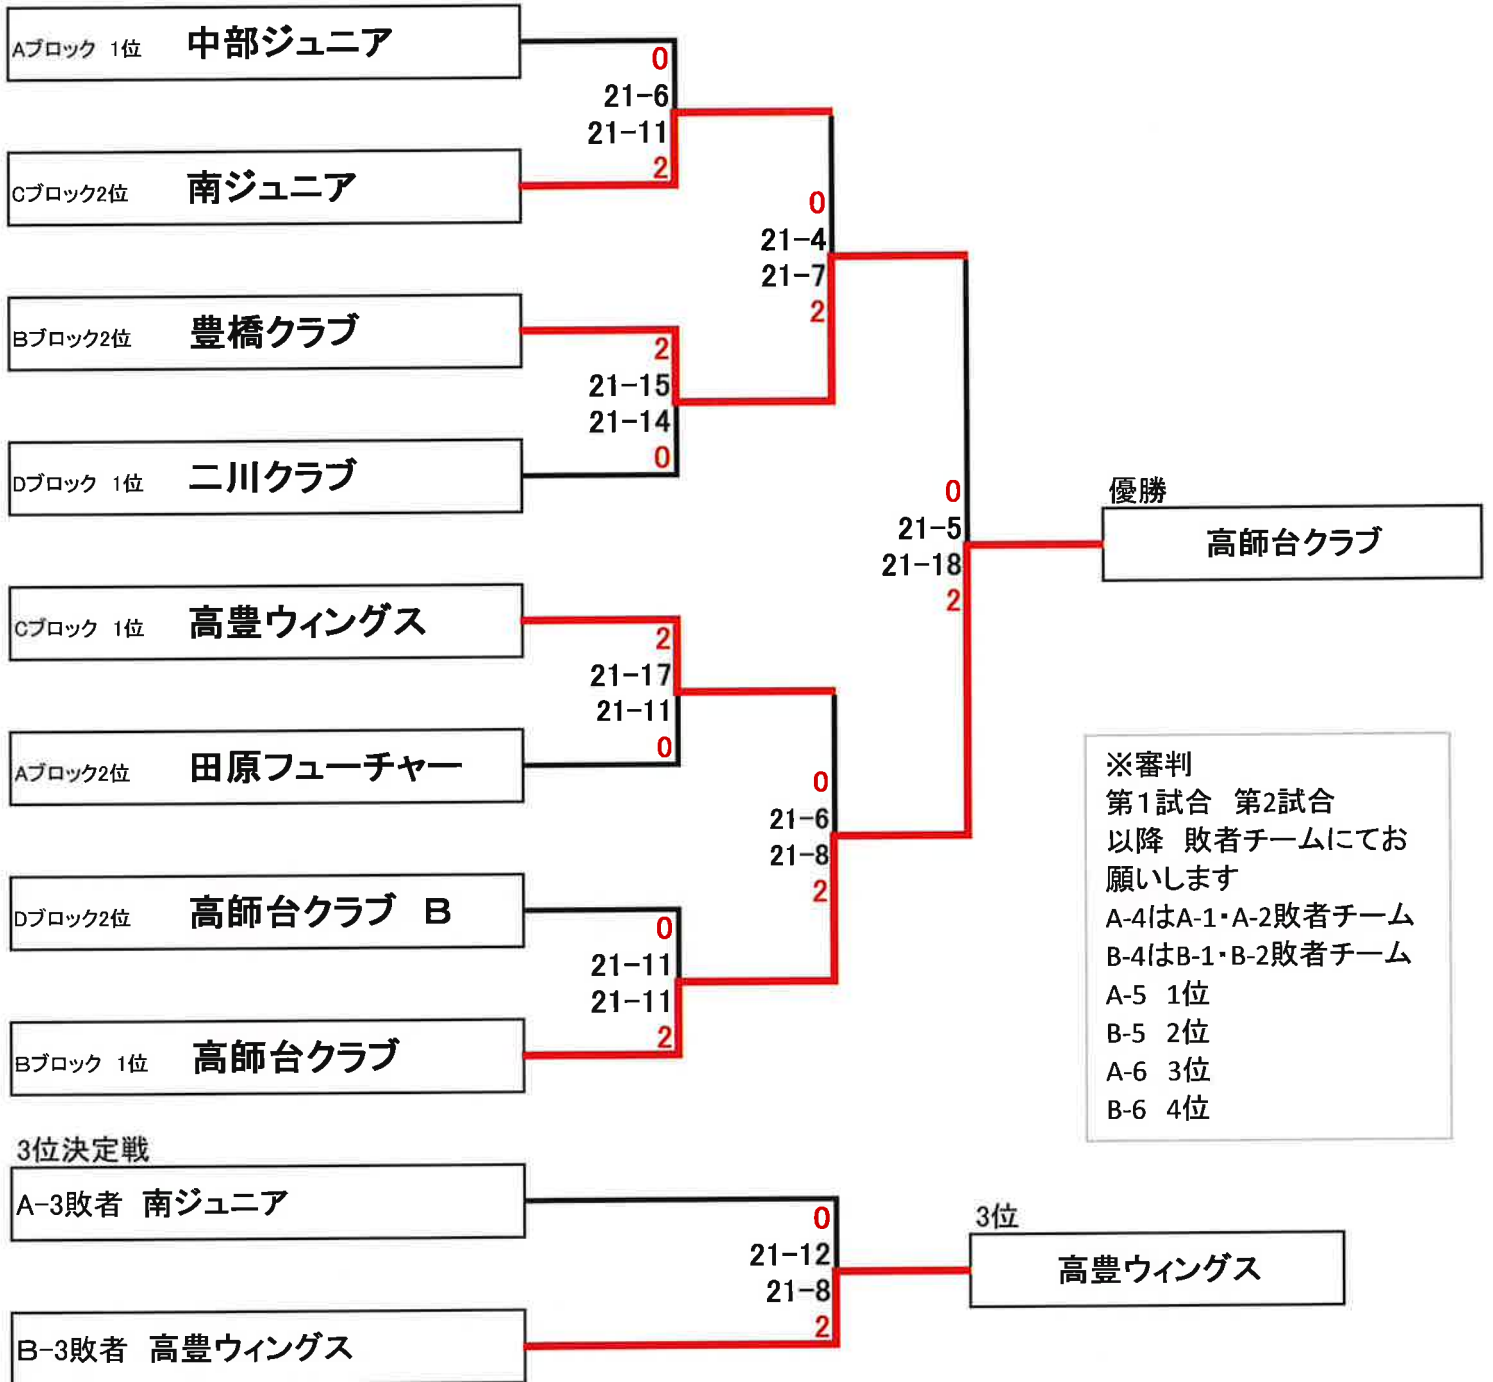 Aブロック 1位 中部ジュニア
0
21-6
21-11
2
Cブロック2位 南ジュニア
0
21-4
21-7
2
Bブロック2位 豊橋クラブ
2
21-15
21-14
0
Dブロック 1位 二川クラブ
0
21-5
21-18
2
優勝
高師台クラブ
Cブロック 1位 高豊ウィングス
2
21-17
21-11
0
Aブロック2位 田原フューチャー
0
21-6
21-8
2
Dブロック2位 高師台クラブ B
0
21-11
21-11
2
Bブロック 1位 高師台クラブ
※審判
第1試合 第2試合
以降 敗者チームにてお
願いします
A-4はA-1・A-2敗者チーム
B-4はB-1・B-2敗者チーム
A-5 1位
B-5 2位
A-6 3位
B-6 4位
3位決定戦
A-3敗者 南ジュニア
0
21-12
21-8
2
B-3敗者 高豊ウィングス
3位
高豊ウィングス